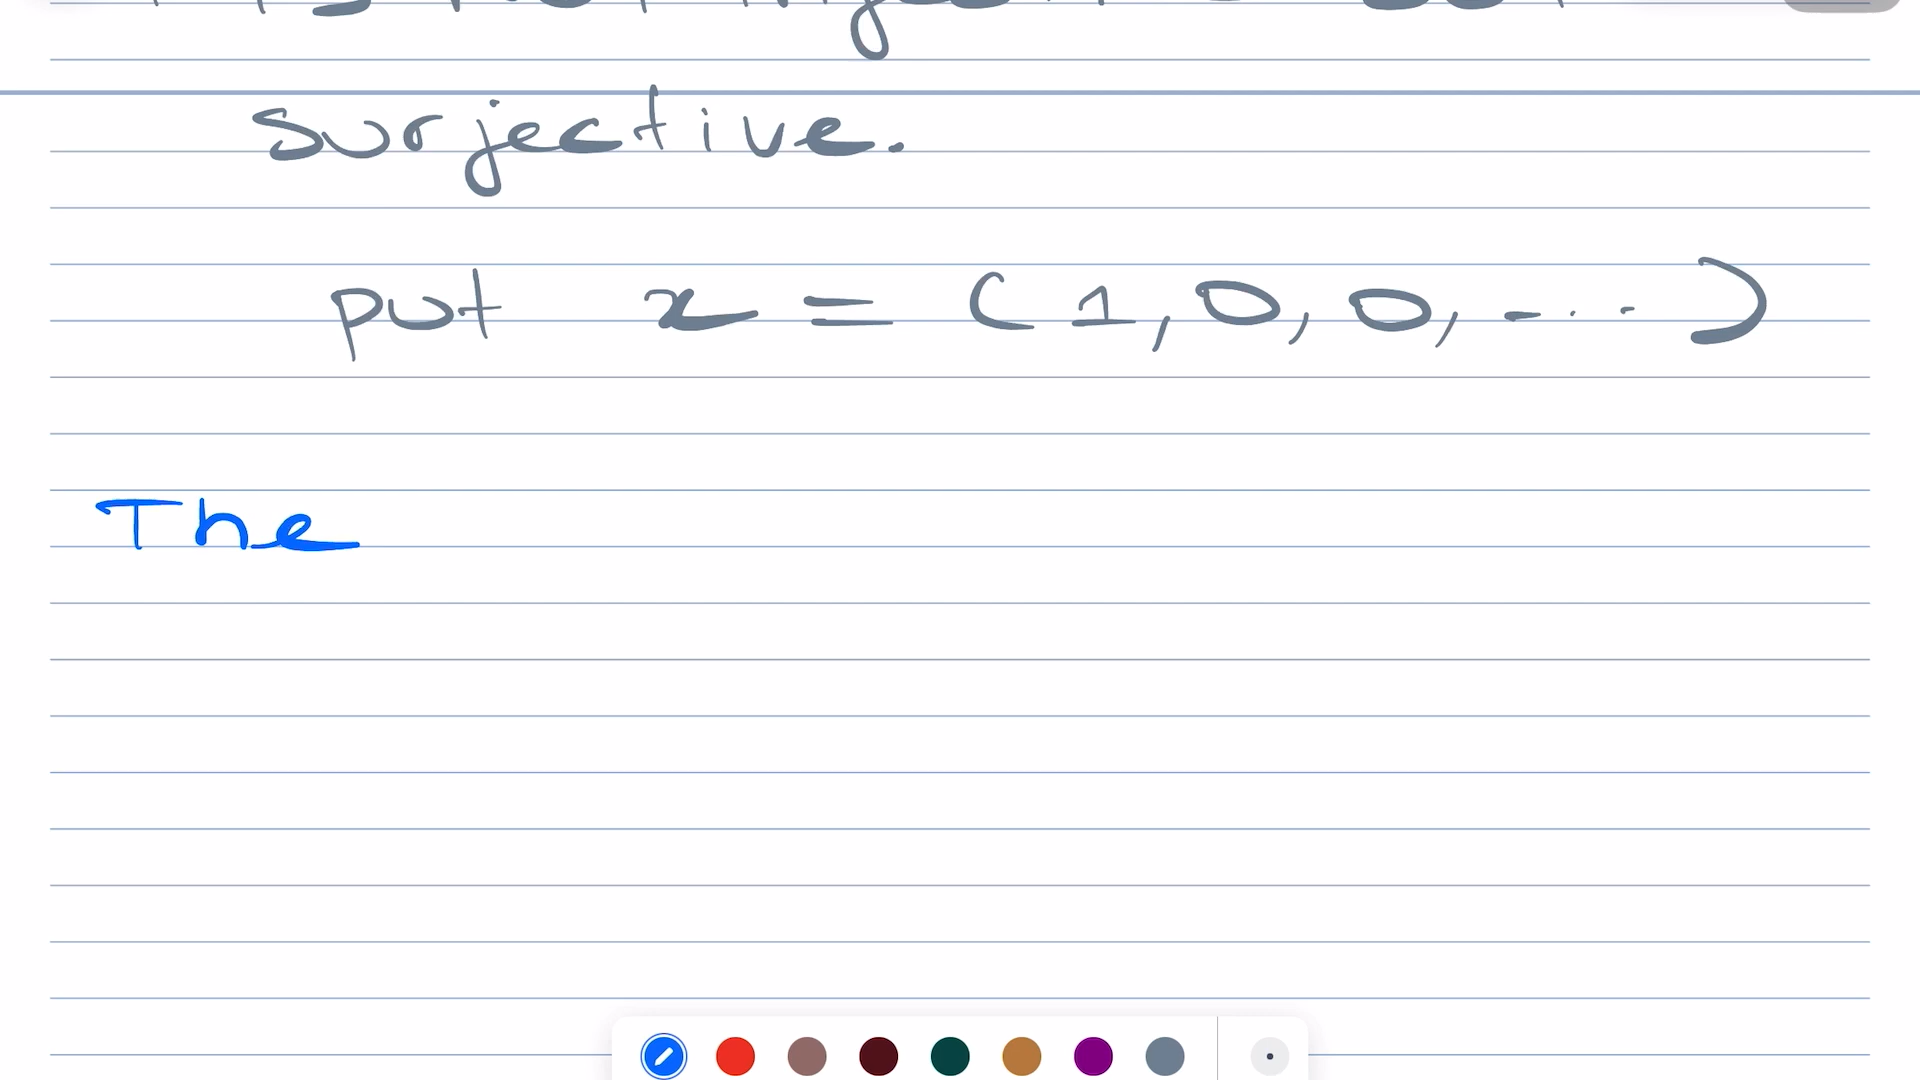 surjective.
put x = (1, 0, 0, -...)
The